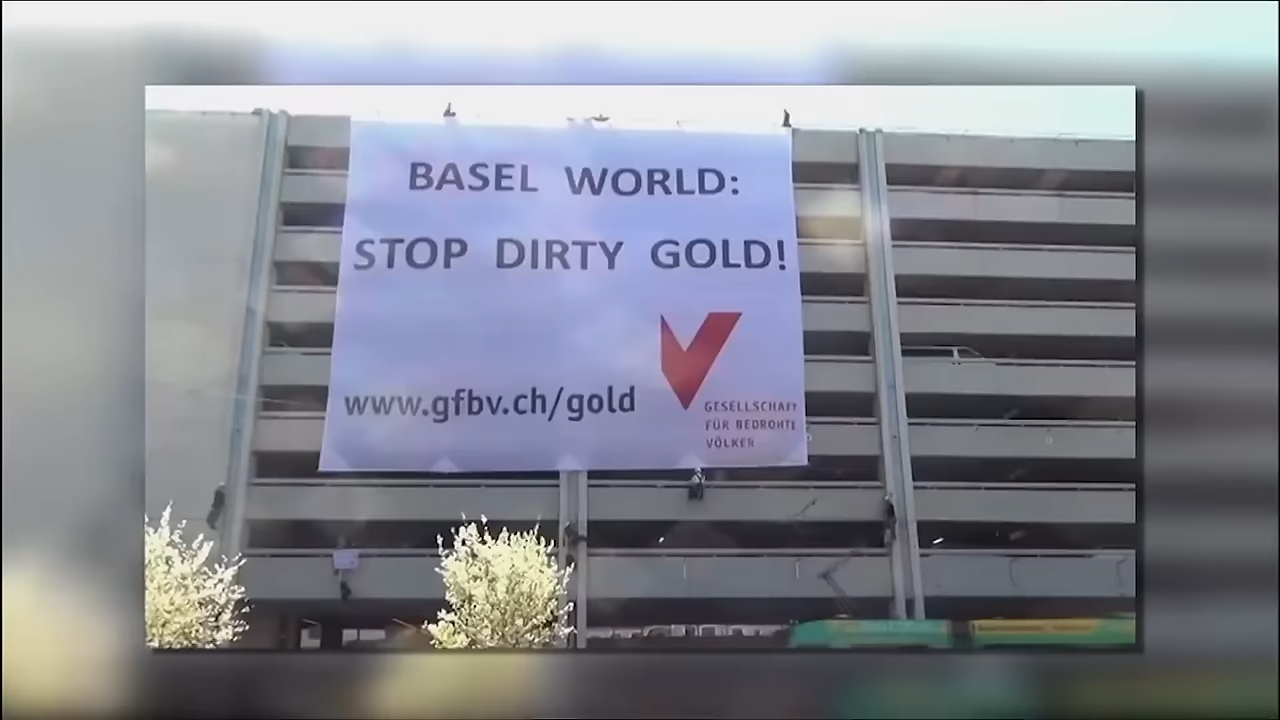 BASEL WORLD:
STOP DIRTY GOLD!
www.gfbv.ch/gold
GESELLSCHAFT
FÜR BEDROHTE
VÖLKER